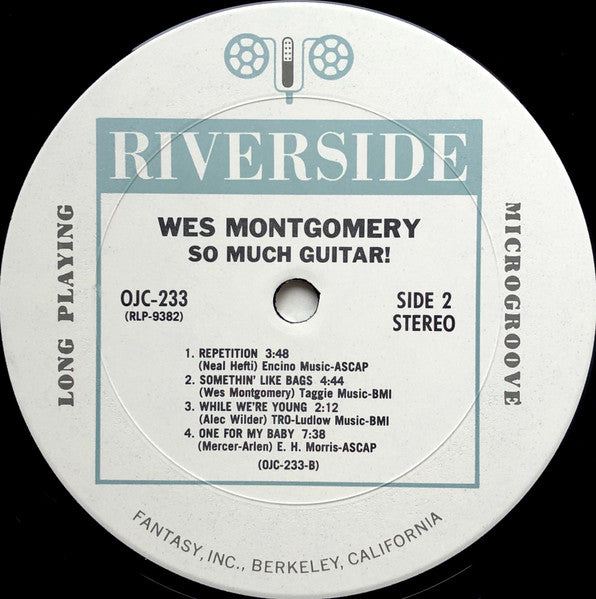 RIVERSIDE
WES MONTGOMERY
SO MUCH GUITAR!
OJC-233
(RLP-9382)
SIDE 2
STEREO
LONG PLAYING
MICROGROOVE
1. REPETITION 3:48
(Neal Hefti) Encino Music-ASCAP
2. SOMETHIN' LIKE BAGS 4:44
(Wes Montgomery) Taggie Music-BMI
3. WHILE WE'RE YOUNG 2:12
(Alec Wilder) TRO-Ludlow Music-BMI
4. ONE FOR MY BABY 7:38
(Mercer-Arlen) E. H. Morris-ASCAP
(OJC-233-B)
FANTASY, INC., BERKELEY, CALIFORNIA